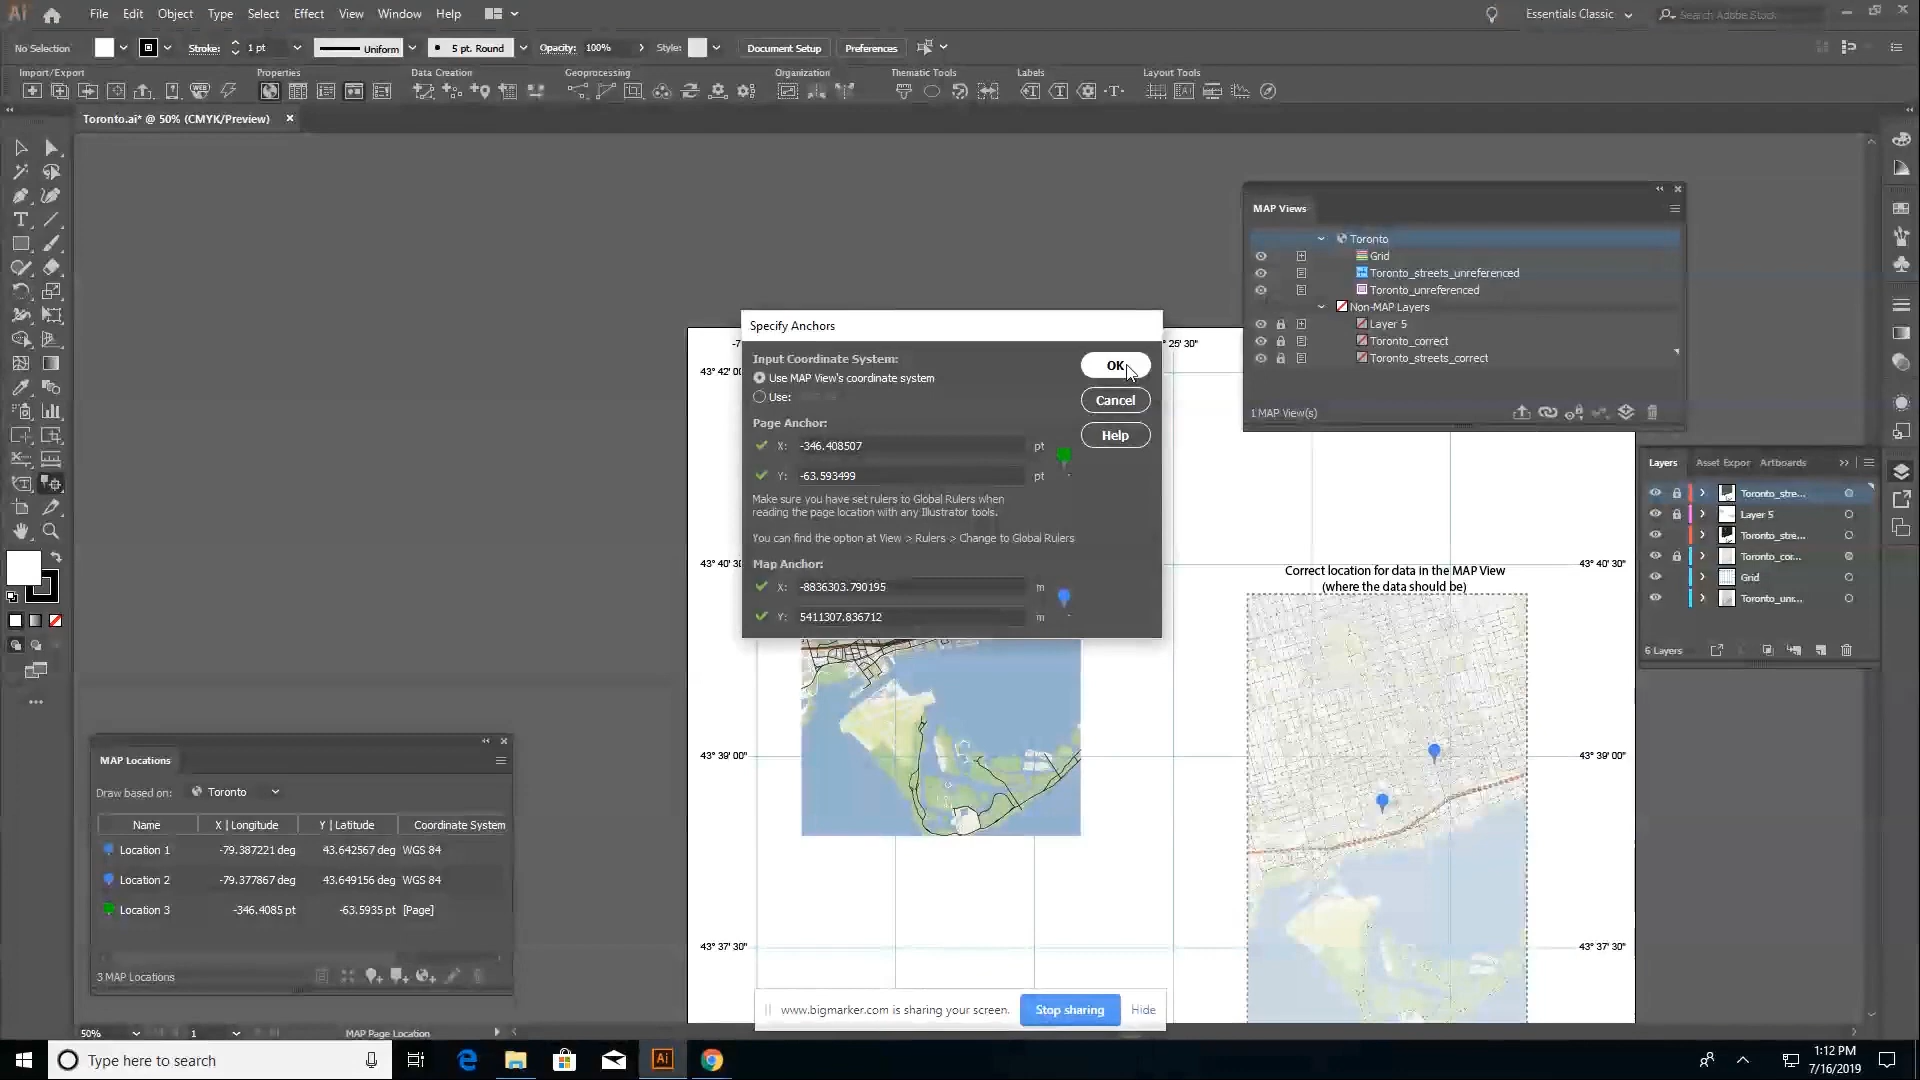 Ai File Edit Object Type Select Effect View Window Help Essentials Classic Search Adobe Stock
No Selection Stroke: 1 pt Uniform 5 pt. Round Opacity: 100% Style: Document Setup Preferences
Import/Export Properties Data Creation Geoprocessing Organization Thematic Tools Labels Layout Tools
WEB
Toronto.ai* @ 50% (CMYK/Preview)
MAP Views
Toronto
Grid
Toronto_streets_unreferenced
Toronto_unreferenced
Non-MAP Layers
Layer 5
Toronto_correct
Toronto_streets_correct
1 MAP View(s)
Specify Anchors
Input Coordinate System:
Use MAP View's coordinate system
Use:
OK
Cancel
Help
Page Anchor:
X: -346.408507 pt
Y: -63.593499 pt
Make sure you have set rulers to Global Rulers when
reading the page location with any Illustrator tools.
You can find the option at View > Rulers > Change to Global Rulers
Map Anchor:
X: -8836303.790195 m
Y: 5411307.836712 m
-7
25' 30"
43° 42' 00"
43° 40' 30"
43° 39' 00"
43° 37' 30"
Correct location for data in the MAP View
(where the data should be)
43° 40' 30"
43° 39' 00"
43° 37' 30"
Layers Asset Expor Artboards
Toronto_stre...
Layer 5
Toronto_stre...
Toronto_cor...
Grid
Toronto_unr...
6 Layers
MAP Locations
Draw based on: Toronto
Name X | Longitude Y | Latitude Coordinate System
Location 1 -79.387221 deg 43.642567 deg WGS 84
Location 2 -79.377867 deg 43.649156 deg WGS 84
Location 3 -346.4085 pt -63.5935 pt [Page]
3 MAP Locations
www.bigmarker.com is sharing your screen. Stop sharing Hide
50% 1 MAP Page Location
Type here to search
Ai
1:12 PM
7/16/2019